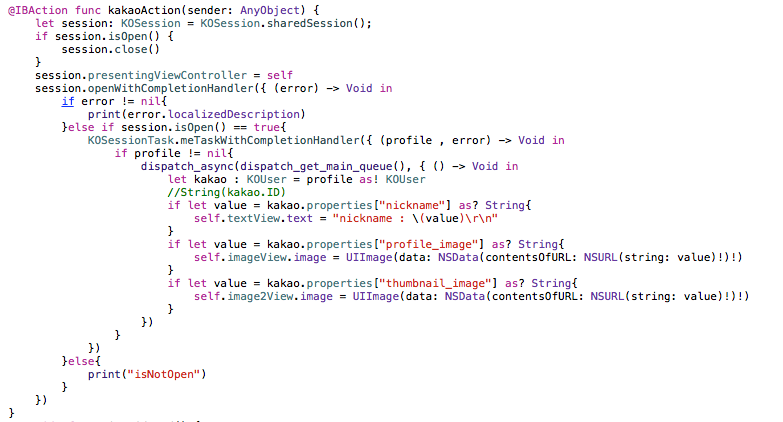 @IBAction func kakaoAction(sender: AnyObject) {
    let session: KOSession = KOSession.sharedSession();
    if session.isOpen() {
        session.close()
    }
    session.presentingViewController = self
    session.openWithCompletionHandler({ (error) -> Void in
        if error != nil{
            print(error.localizedDescription)
        }else if session.isOpen() == true{
            KOSessionTask.meTaskWithCompletionHandler({ (profile , error) -> Void in
                if profile != nil{
                    dispatch_async(dispatch_get_main_queue(), { () -> Void in
                        let kakao : KOUser = profile as! KOUser
                        //String(kakao.ID)
                        if let value = kakao.properties["nickname"] as? String{
                            self.textView.text = "nickname : \(value)\r\n"
                        }
                        if let value = kakao.properties["profile_image"] as? String{
                            self.imageView.image = UIImage(data: NSData(contentsOfURL: NSURL(string: value)!)!)
                        }
                        if let value = kakao.properties["thumbnail_image"] as? String{
                            self.image2View.image = UIImage(data: NSData(contentsOfURL: NSURL(string: value)!)!)
                        }
                    })
                }
            })
        }else{
            print("isNotOpen")
        }
    })
}